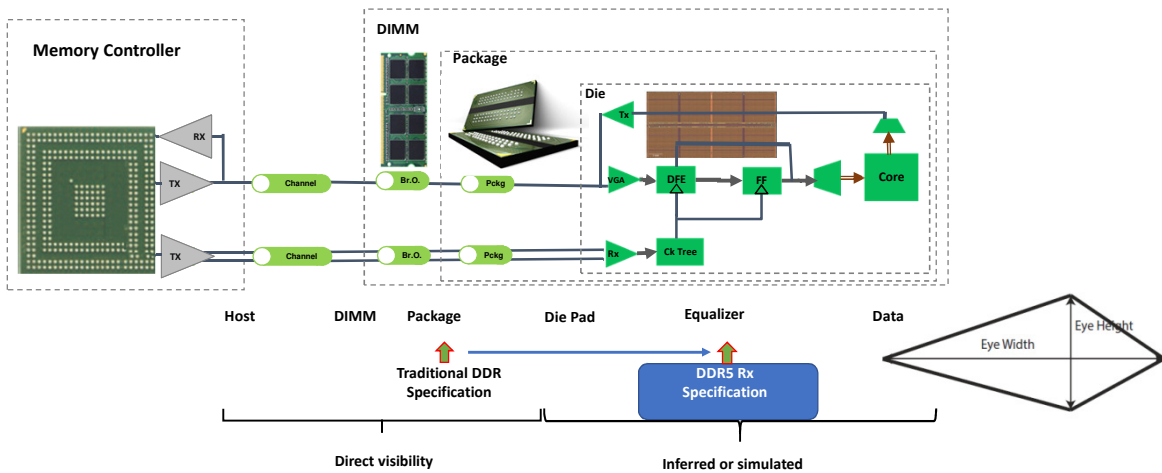 DIMM
Memory Controller
Package
Die
Tx
RX
TX
Channel
Br.O.
Pckg
VGA
DFE
FF
Core
TX
Channel
Br.O.
Pckg
Rx
Ck Tree
Host
DIMM
Package
Die Pad
Equalizer
Data
Eye Height
Eye Width
Traditional DDR
Specification
DDR5 Rx
Specification
Direct visibility
Inferred or simulated